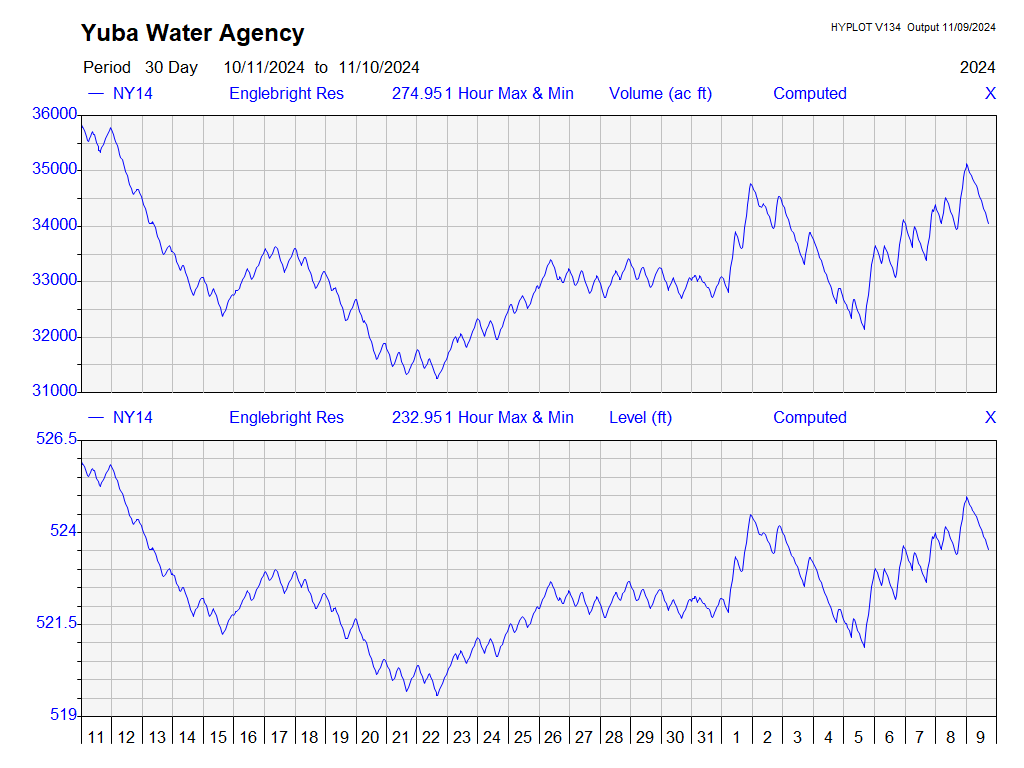 Yuba Water Agency
HYPLOT V134 Output 11/09/2024
Period 30 Day 10/11/2024 to 11/10/2024
2024
NY14 Englebright Res 274.951 Hour Max & Min Volume (ac ft) Computed X
36000
35000
34000
33000
32000
31000
NY14 Englebright Res 232.951 Hour Max & Min Level (ft) Computed X
526.5
524
521.5
519
11 12 13 14 15 16 17 18 19 20 21 22 23 24 25 26 27 28 29 30 31 1 2 3 4 5 6 7 8 9